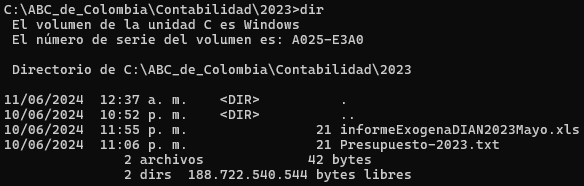 C:\ABC_de_Colombia\Contabilidad\2023>dir
 El volumen de la unidad C es Windows
 El número de serie del volumen es: A025-E3A0

 Directorio de C:\ABC_de_Colombia\Contabilidad\2023

11/06/2024  12:37 a. m.    <DIR>          .
10/06/2024  10:52 p. m.    <DIR>          ..
10/06/2024  11:55 p. m.                21 informeExogenaDIAN2023Mayo.xls
10/06/2024  11:06 p. m.                21 Presupuesto-2023.txt
               2 archivos             42 bytes
               2 dirs  188.722.540.544 bytes libres